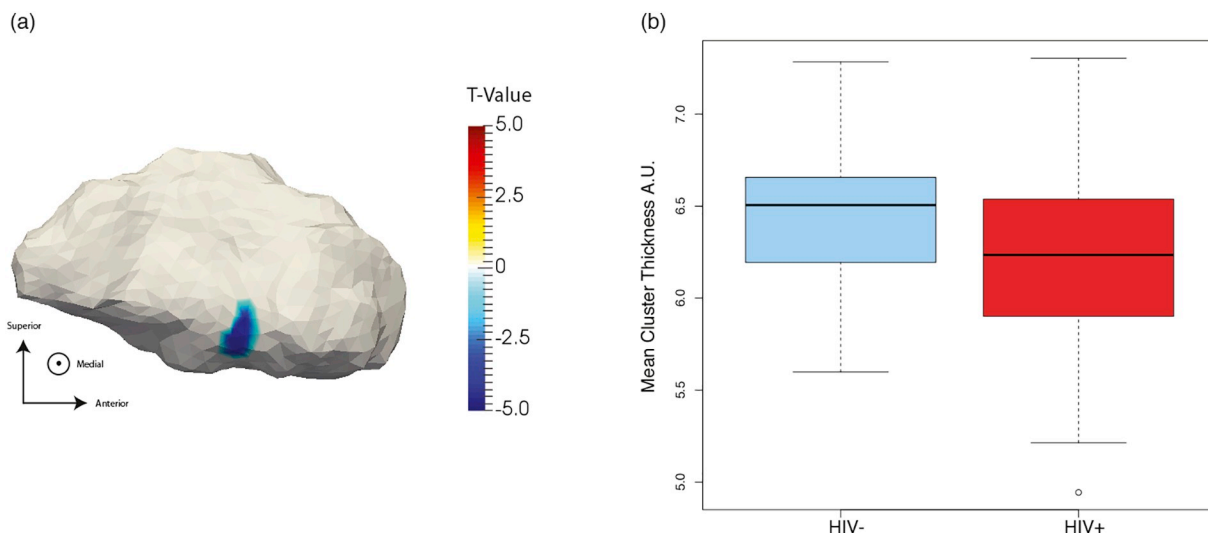 (a)
T-Value
5.0
2.5
0
-2.5
-5.0
Superior
Medial
Anterior
(b)
Mean Cluster Thickness A.U.
7.0
6.5
6.0
5.5
5.0
HIV-
HIV+